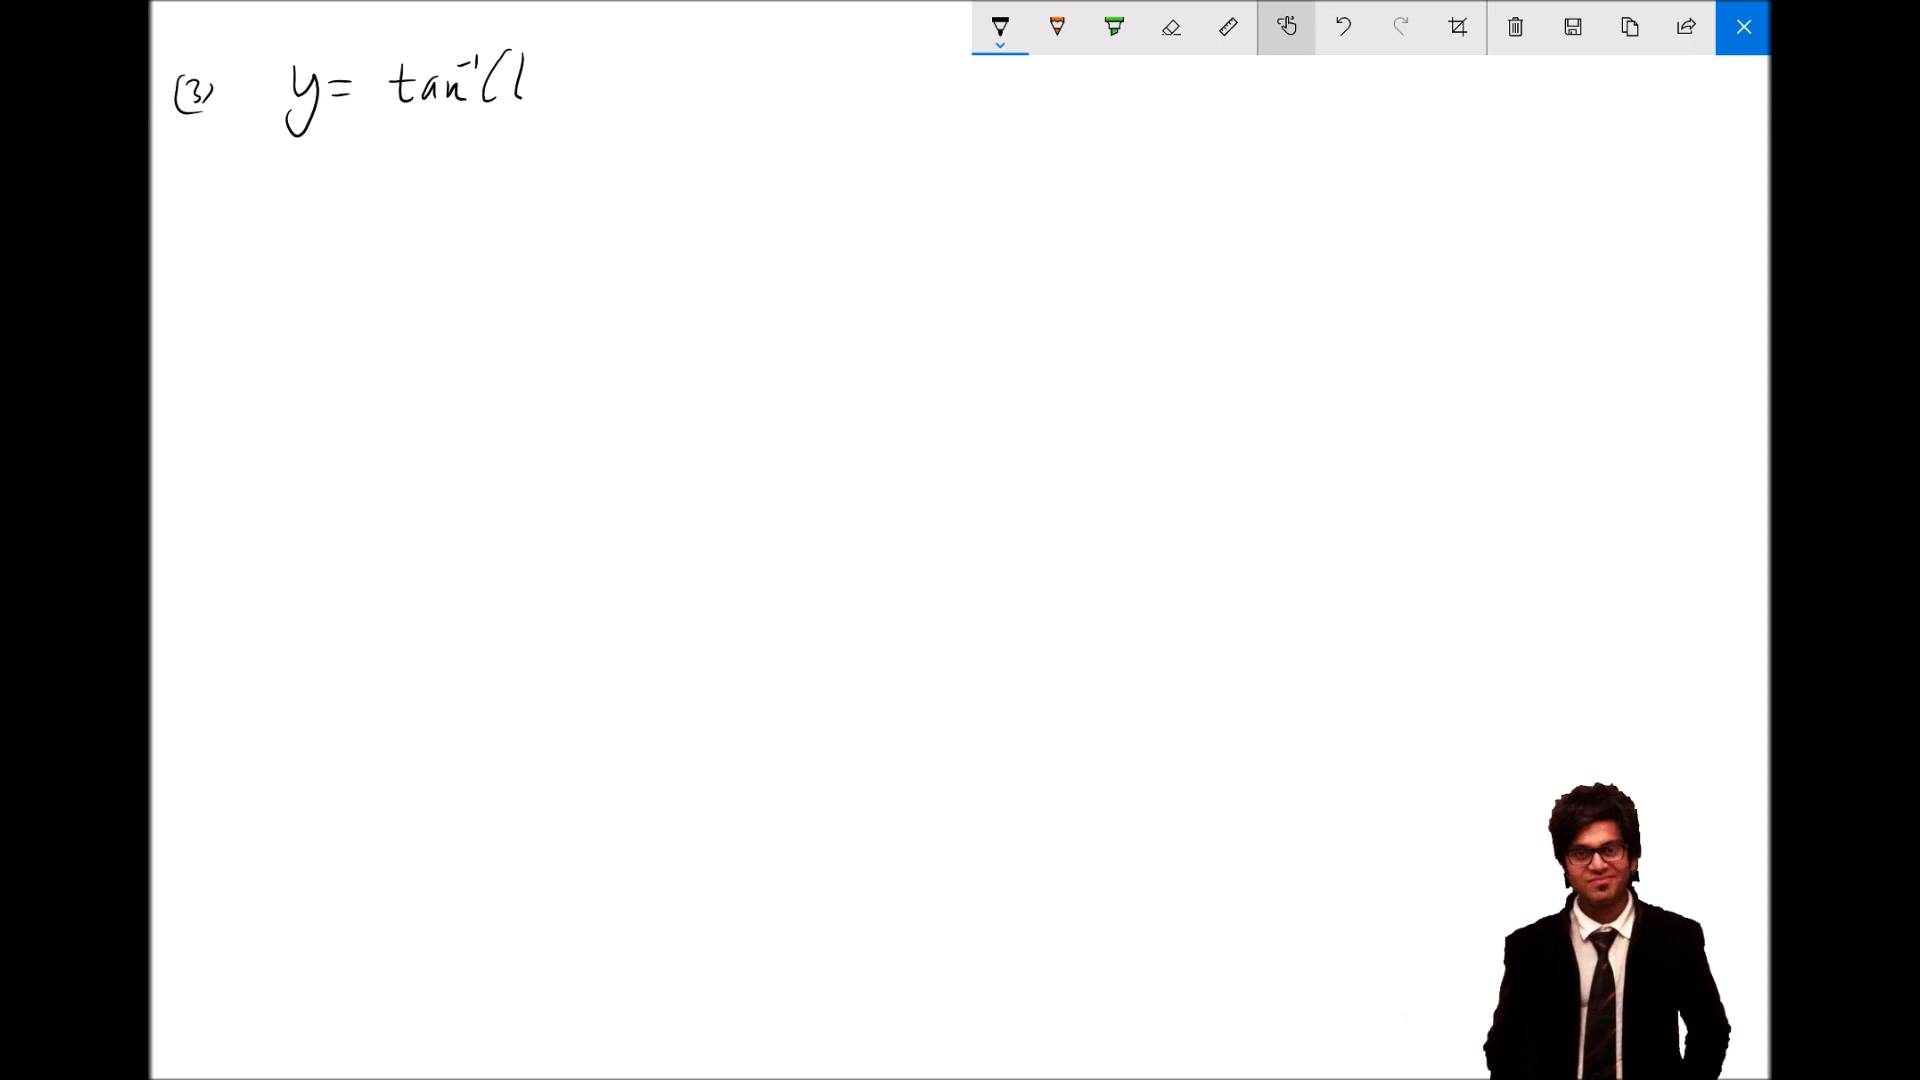 (3) y = tan⁻¹(l